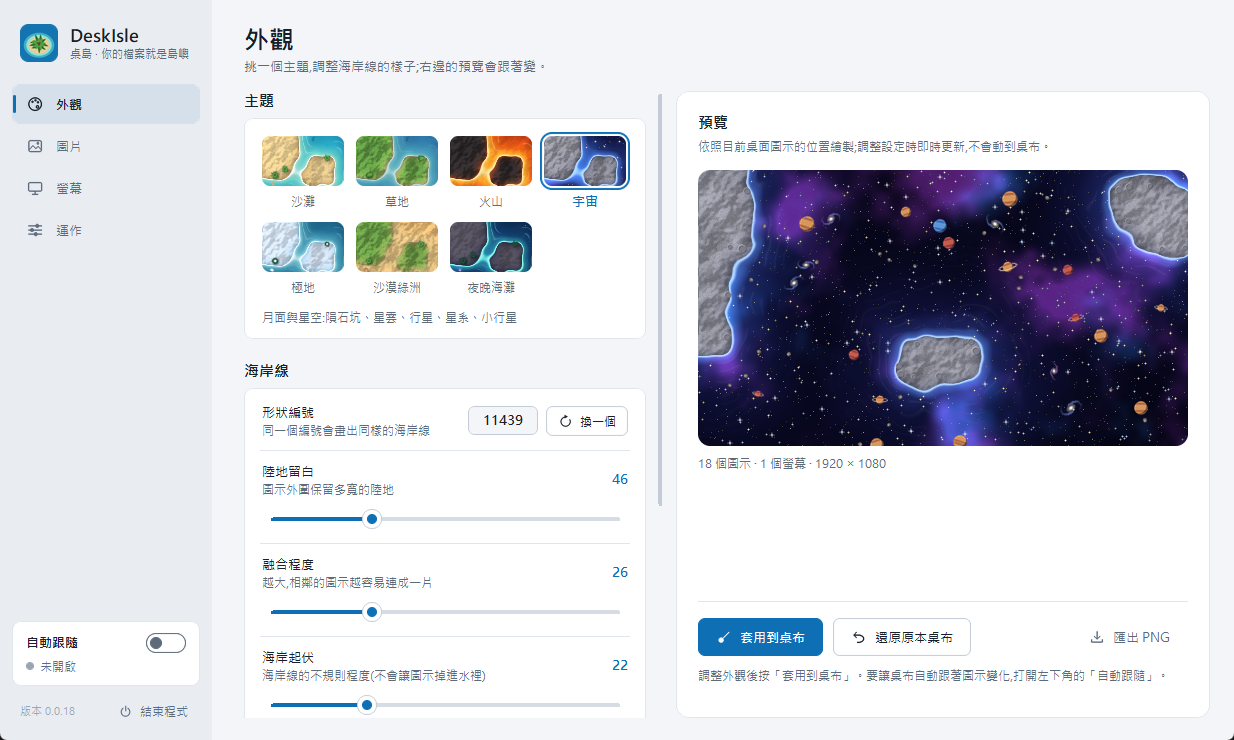 DeskIsle
桌島 · 你的檔案就是島嶼
外觀
圖片
螢幕
運作
自動跟隨
未開啟
版本 0.0.18
結束程式
外觀
挑一個主題,調整海岸線的樣子;右邊的預覽會跟著變。
主題
沙灘
草地
火山
宇宙
極地
沙漠綠洲
夜晚海灘
月面與星空:隕石坑、星雲、行星、星系、小行星
海岸線
形狀編號
同一個編號會畫出同樣的海岸線
11439
換一個
陸地留白
圖示外圍保留多寬的陸地
46
融合程度
越大,相鄰的圖示越容易連成一片
26
海岸起伏
海岸線的不規則程度(不會讓圖示掉進水裡)
22
預覽
依照目前桌面圖示的位置繪製;調整設定時即時更新,不會動到桌布。
18 個圖示 · 1 個螢幕 · 1920 × 1080
套用到桌布
還原原本桌布
匯出 PNG
調整外觀後按「套用到桌布」。要讓桌布自動跟著圖示變化,打開左下角的「自動跟隨」。